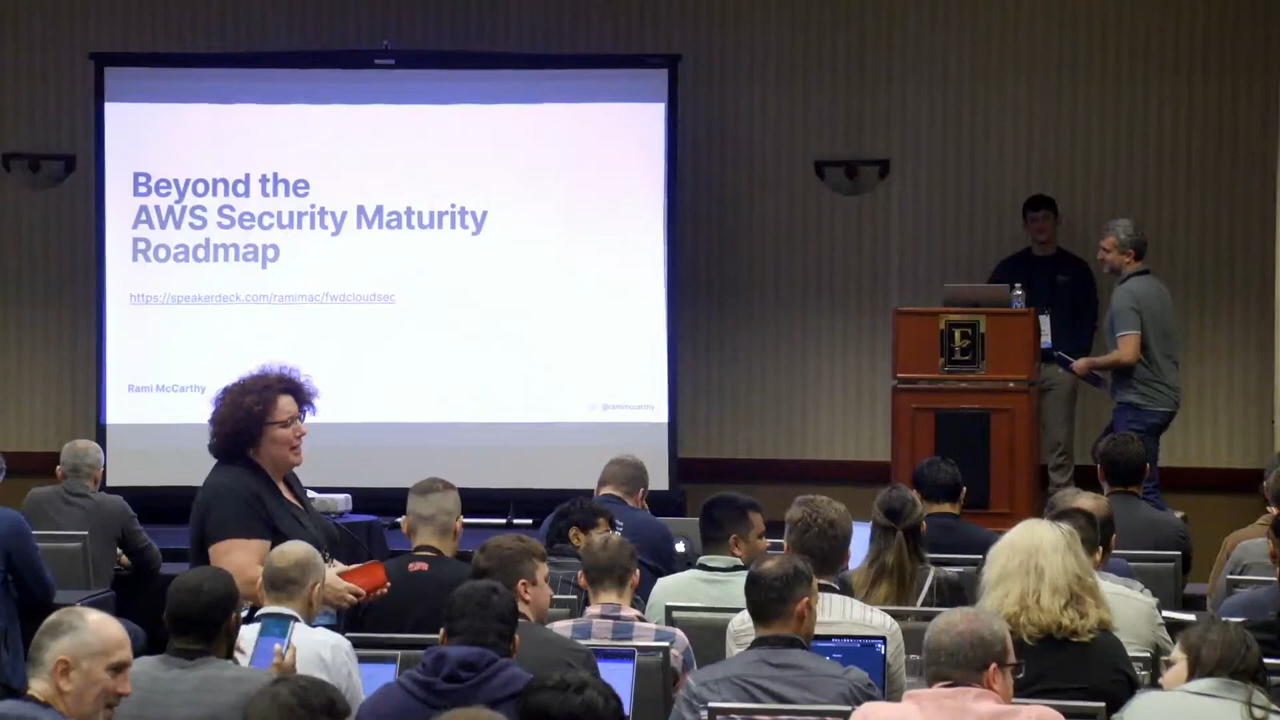 Beyond the
AWS Security Maturity
Roadmap
https://speakerdeck.com/ramimac/fwdcloudsec
Rami McCarthy
@ramimccarthy
E